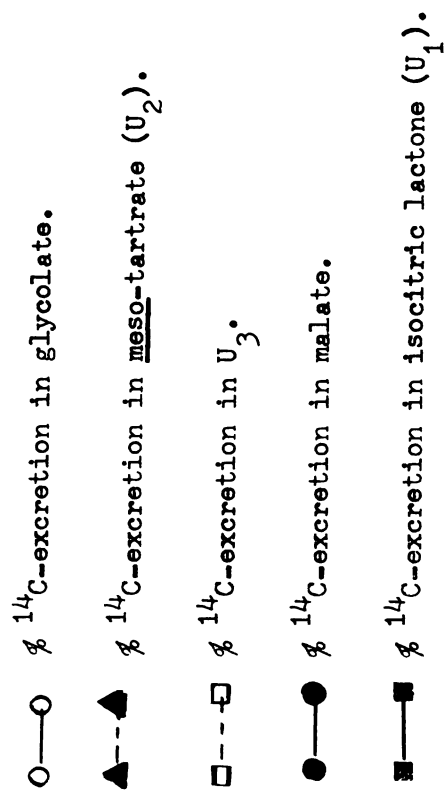 % ¹⁴C-excretion in glycolate.
% ¹⁴C-excretion in meso-tartrate (U₂).
% ¹⁴C-excretion in U₃.
% ¹⁴C-excretion in malate.
% ¹⁴C-excretion in isocitric lactone (U₁).